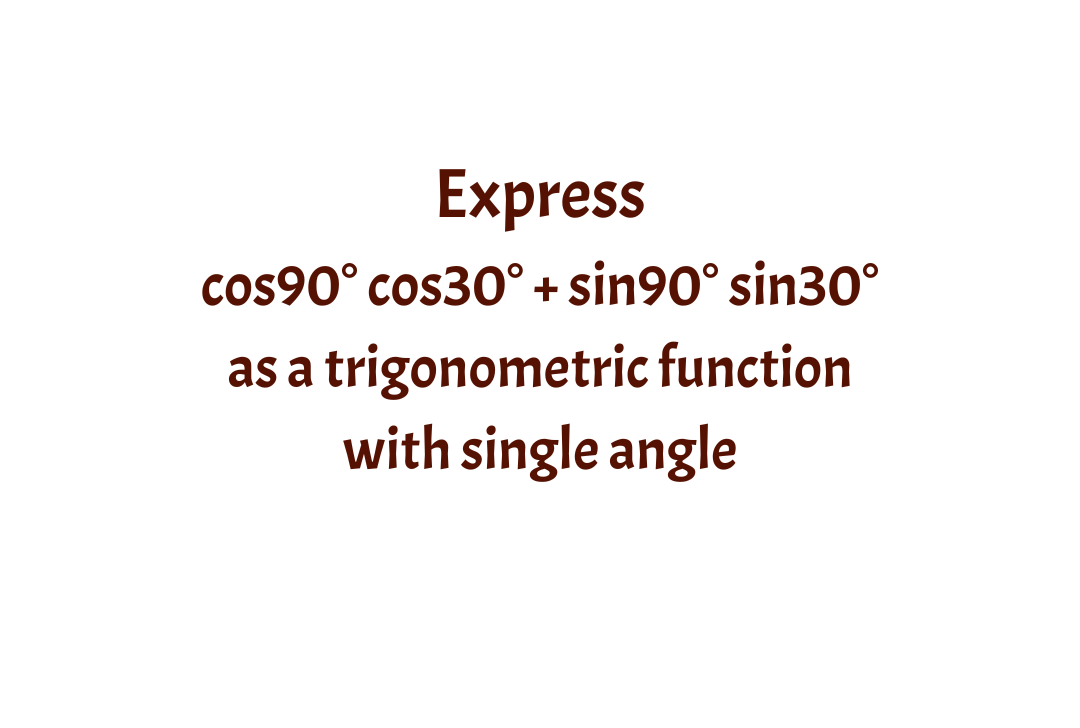 Express
cos90° cos30° + sin90° sin30°
as a trigonometric function
with single angle